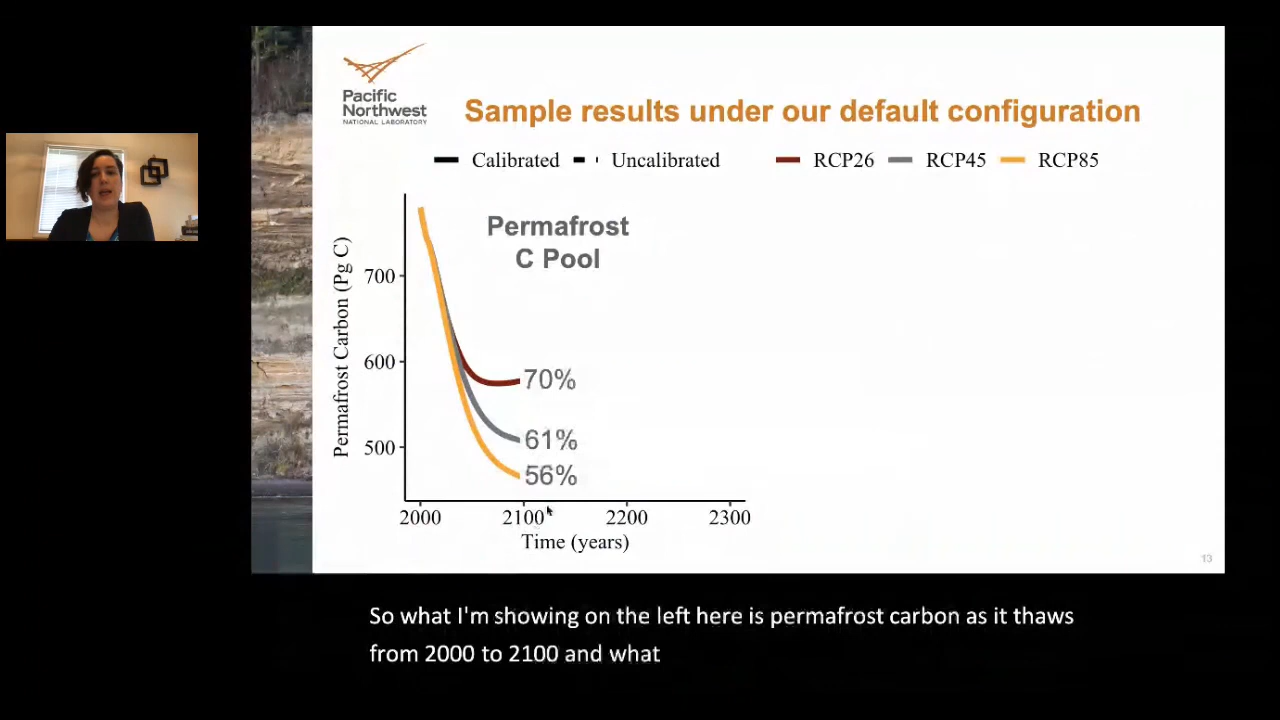 Pacific
Northwest
NATIONAL LABORATORY
Sample results under our default configuration
Calibrated Uncalibrated RCP26 RCP45 RCP85
Permafrost
C Pool
Permafrost Carbon (Pg C)
700
600
500
70%
61%
56%
2000 2100 2200 2300
Time (years)
13
So what I'm showing on the left here is permafrost carbon as it thaws
from 2000 to 2100 and what